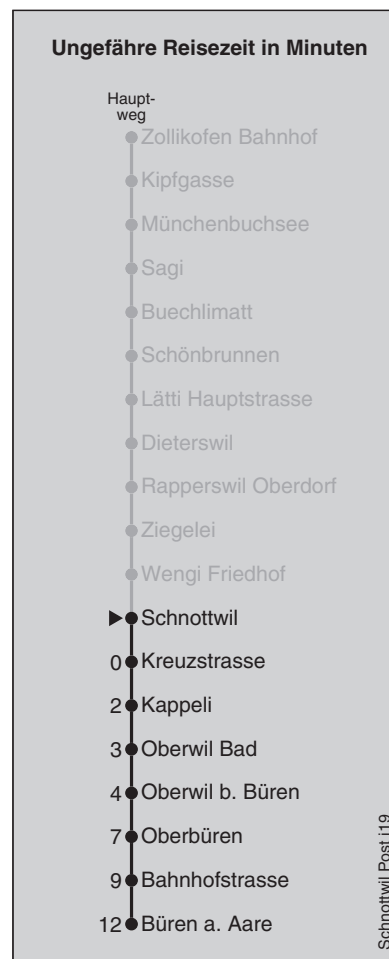 Ungefähre Reisezeit in Minuten
Haupt-
weg
Zollikofen Bahnhof
Kipfgasse
Münchenbuchsee
Sagi
Buechlimatt
Schönbrunnen
Lätti Hauptstrasse
Dieterswil
Rapperswil Oberdorf
Ziegelei
Wengi Friedhof
Schnottwil
0 Kreuzstrasse
2 Kappeli
3 Oberwil Bad
4 Oberwil b. Büren
7 Oberbüren
9 Bahnhofstrasse
12 Büren a. Aare
Schnottwil Post j19